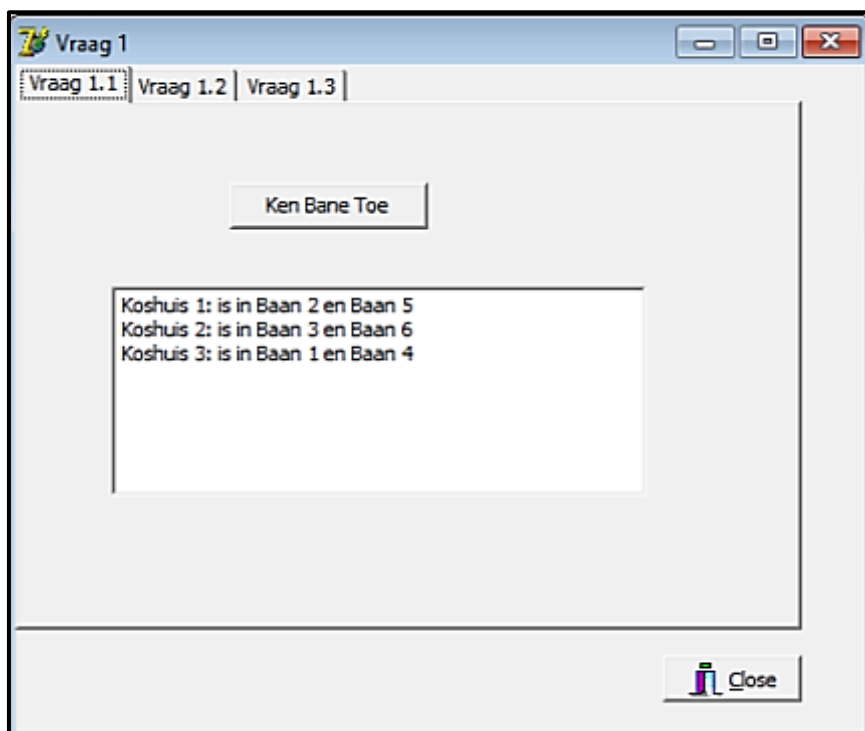 Vraag 1
Vraag 1.1 Vraag 1.2 Vraag 1.3
Ken Bane Toe
Koshuis 1: is in Baan 2 en Baan 5
Koshuis 2: is in Baan 3 en Baan 6
Koshuis 3: is in Baan 1 en Baan 4
Close